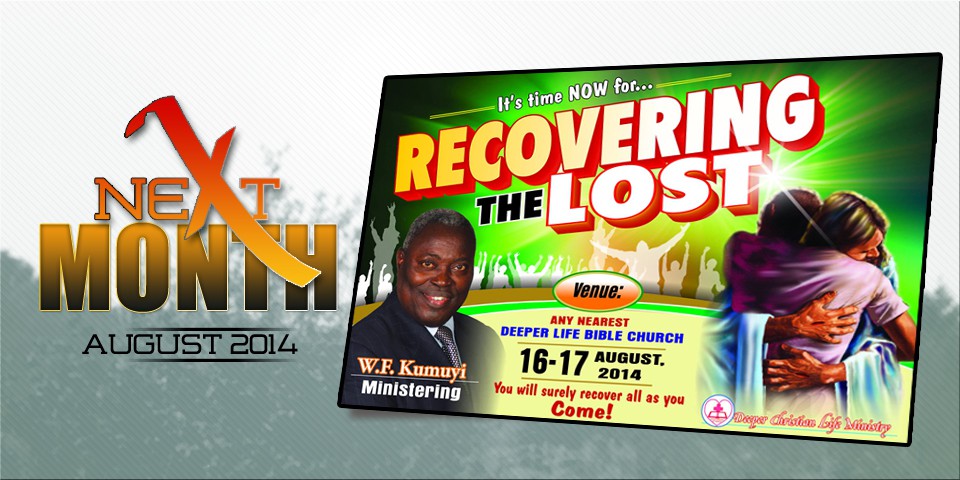 NEXT
MONTH
AUGUST 2014
It's time NOW for...
RECOVERING
THE LOST
Venue:
ANY NEAREST
DEEPER LIFE BIBLE CHURCH
16-17 AUGUST, 2014
You will surely recover all as you
Come!
W.F. Kumuyi
Ministering
Deeper Christian Life Ministry